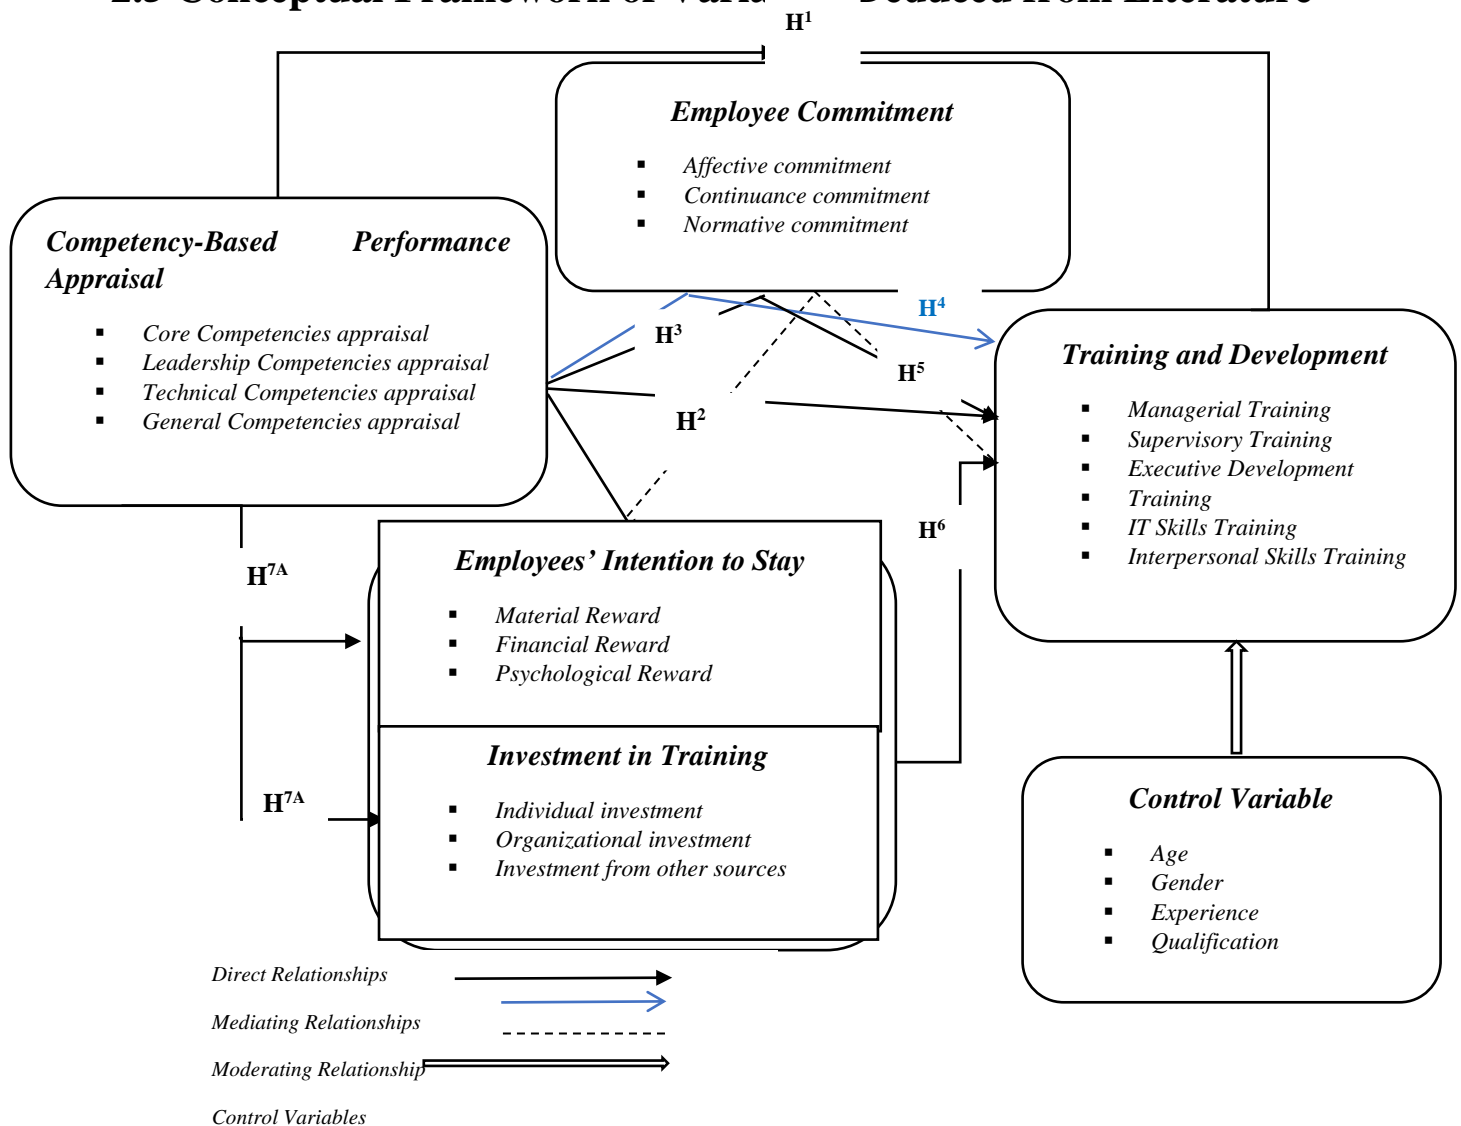 Deduced from Literature
H1
Employee Commitment
▪ Affective commitment
▪ Continuance commitment
▪ Normative commitment
Competency-Based Performance
Appraisal
▪ Core Competencies appraisal
▪ Leadership Competencies appraisal
▪ Technical Competencies appraisal
▪ General Competencies appraisal
H4
H3
H5
H2
Training and Development
▪ Managerial Training
▪ Supervisory Training
▪ Executive Development
▪ Training
▪ IT Skills Training
▪ Interpersonal Skills Training
H6
H7A
Employees’ Intention to Stay
▪ Material Reward
▪ Financial Reward
▪ Psychological Reward
H7A
Investment in Training
▪ Individual investment
▪ Organizational investment
▪ Investment from other sources
Control Variable
▪ Age
▪ Gender
▪ Experience
▪ Qualification
Direct Relationships
Mediating Relationships
Moderating Relationship
Control Variables